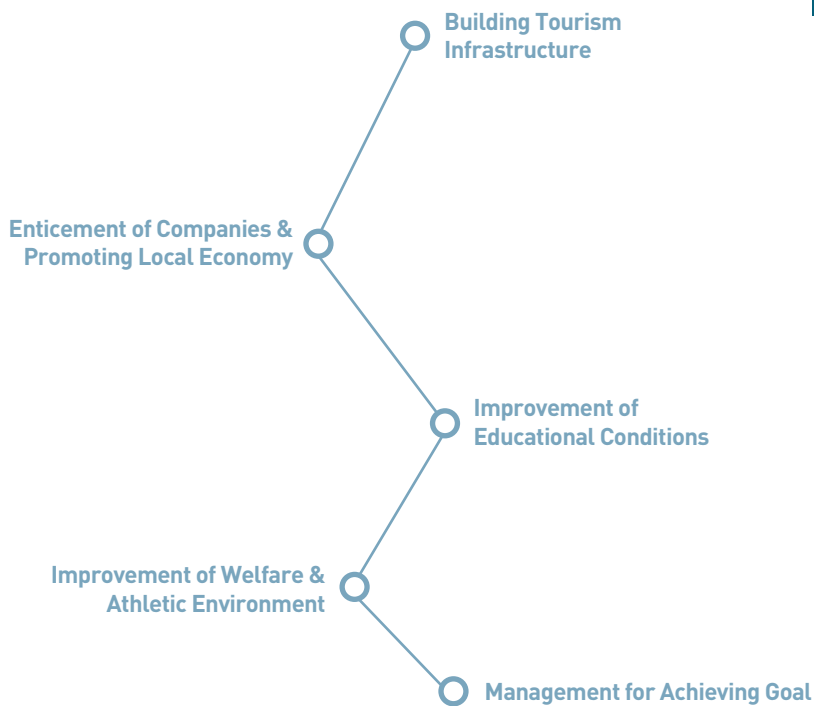 Building Tourism
Infrastructure
Enticement of Companies &
Promoting Local Economy
Improvement of
Educational Conditions
Improvement of Welfare &
Athletic Environment
Management for Achieving Goal